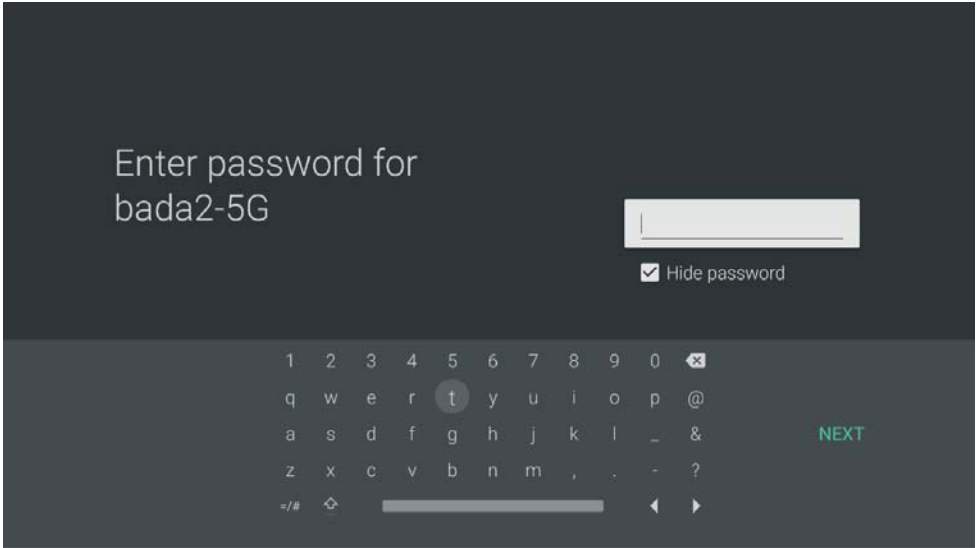 Enter password for
bada2-5G
Hide password
1 2 3 4 5 6 7 8 9 0
q w e r t y u i o p @
a s d f g h j k l _ &
NEXT
z x c v b n m , . - ?
=/#